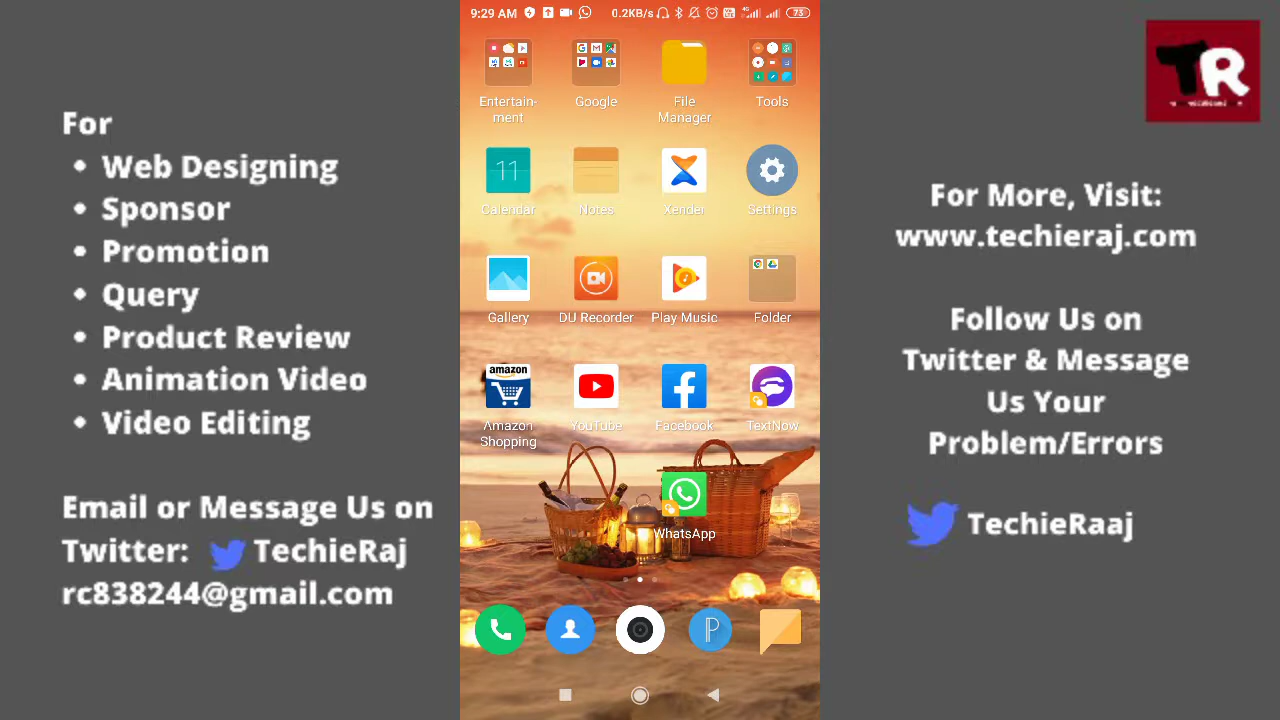 For
• Web Designing
• Sponsor
• Promotion
• Query
• Product Review
• Animation Video
• Video Editing
Email or Message Us on
Twitter: TechieRaj
rc838244@gmail.com
9:29 AM 0.2KB/s 4G 73
Entertain-
ment
Google
File
Manager
Tools
11
Calendar
Notes
Xender
Settings
Gallery
DU Recorder
Play Music
Folder
amazon
Amazon
Shopping
YouTube
Facebook
TextNow
WhatsApp
TR
For More, Visit:
www.techieraj.com
Follow Us on
Twitter & Message
Us Your
Problem/Errors
TechieRaaj